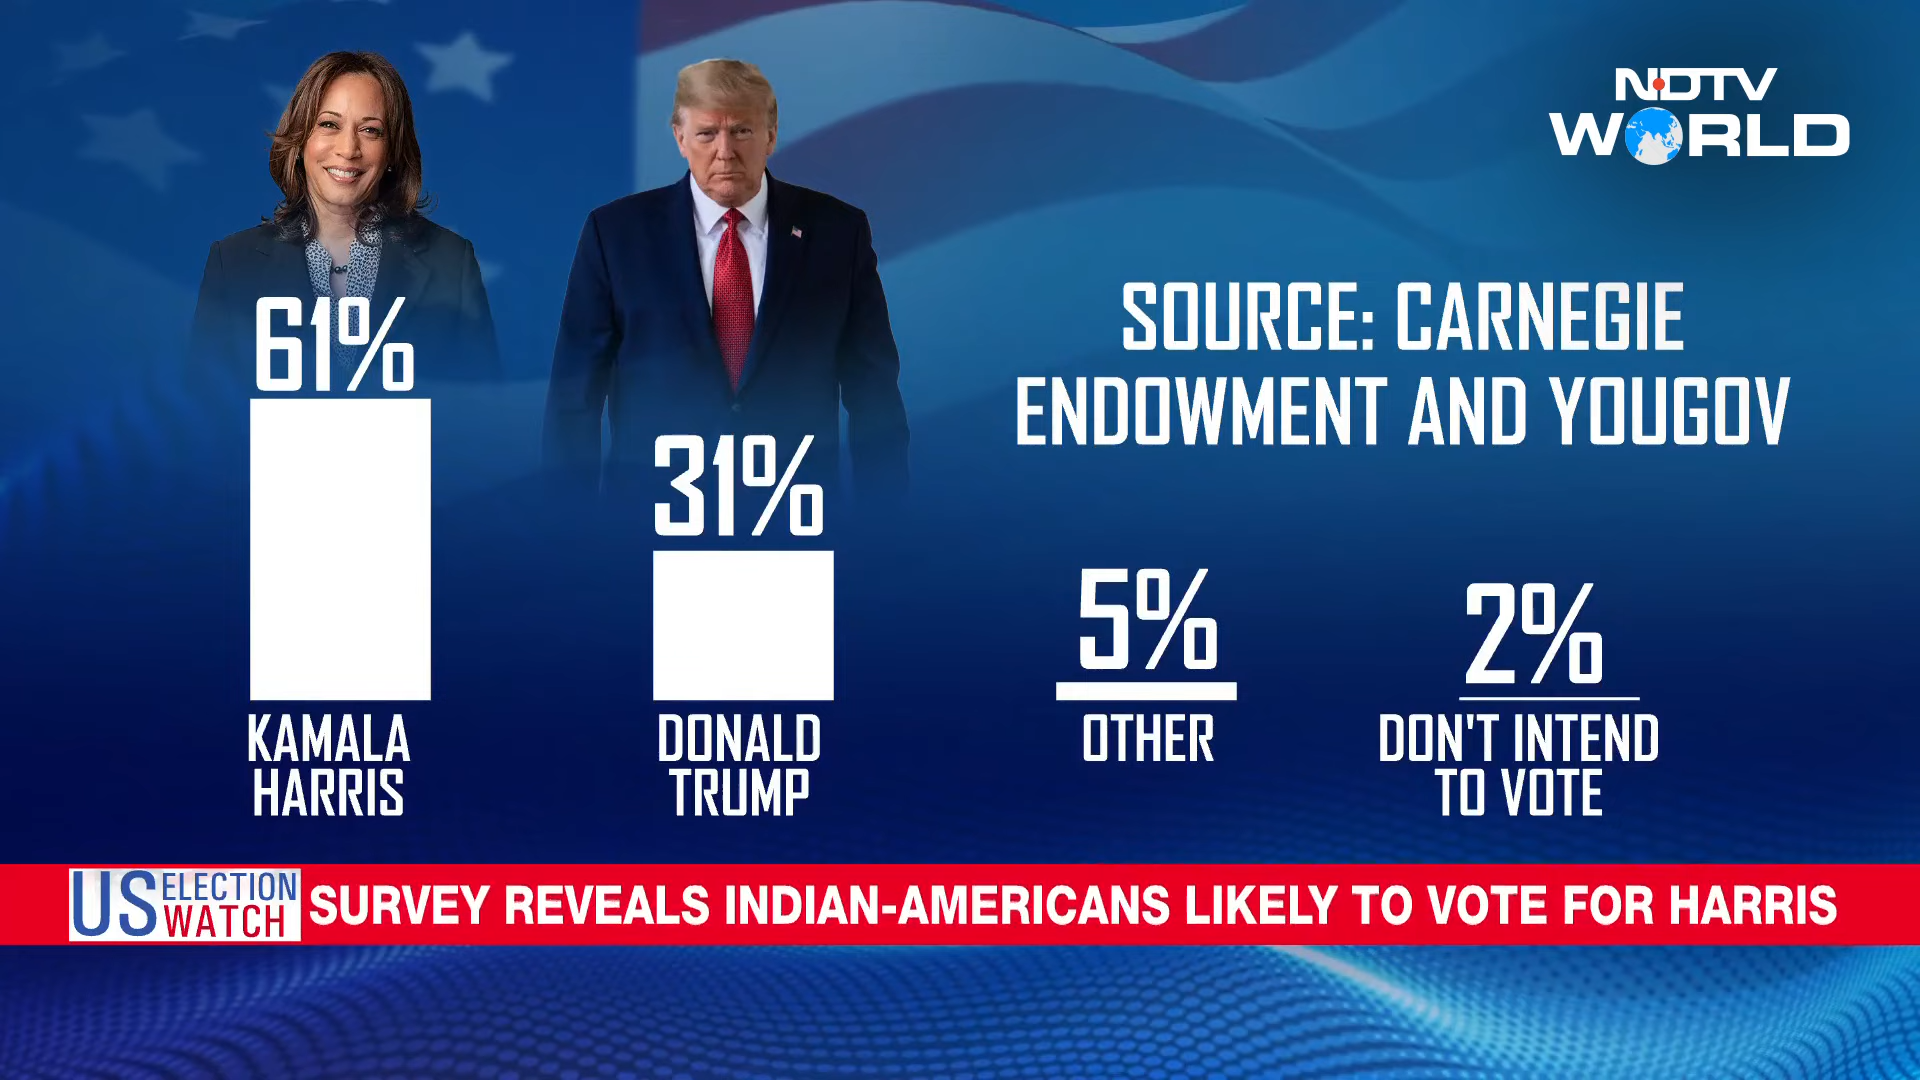 NDTV
WORLD
61%
31%
SOURCE: CARNEGIE
ENDOWMENT AND YOUGOV
5%
2%
KAMALA
HARRIS
DONALD
TRUMP
OTHER
DON'T INTEND
TO VOTE
US ELECTION
WATCH
SURVEY REVEALS INDIAN-AMERICANS LIKELY TO VOTE FOR HARRIS